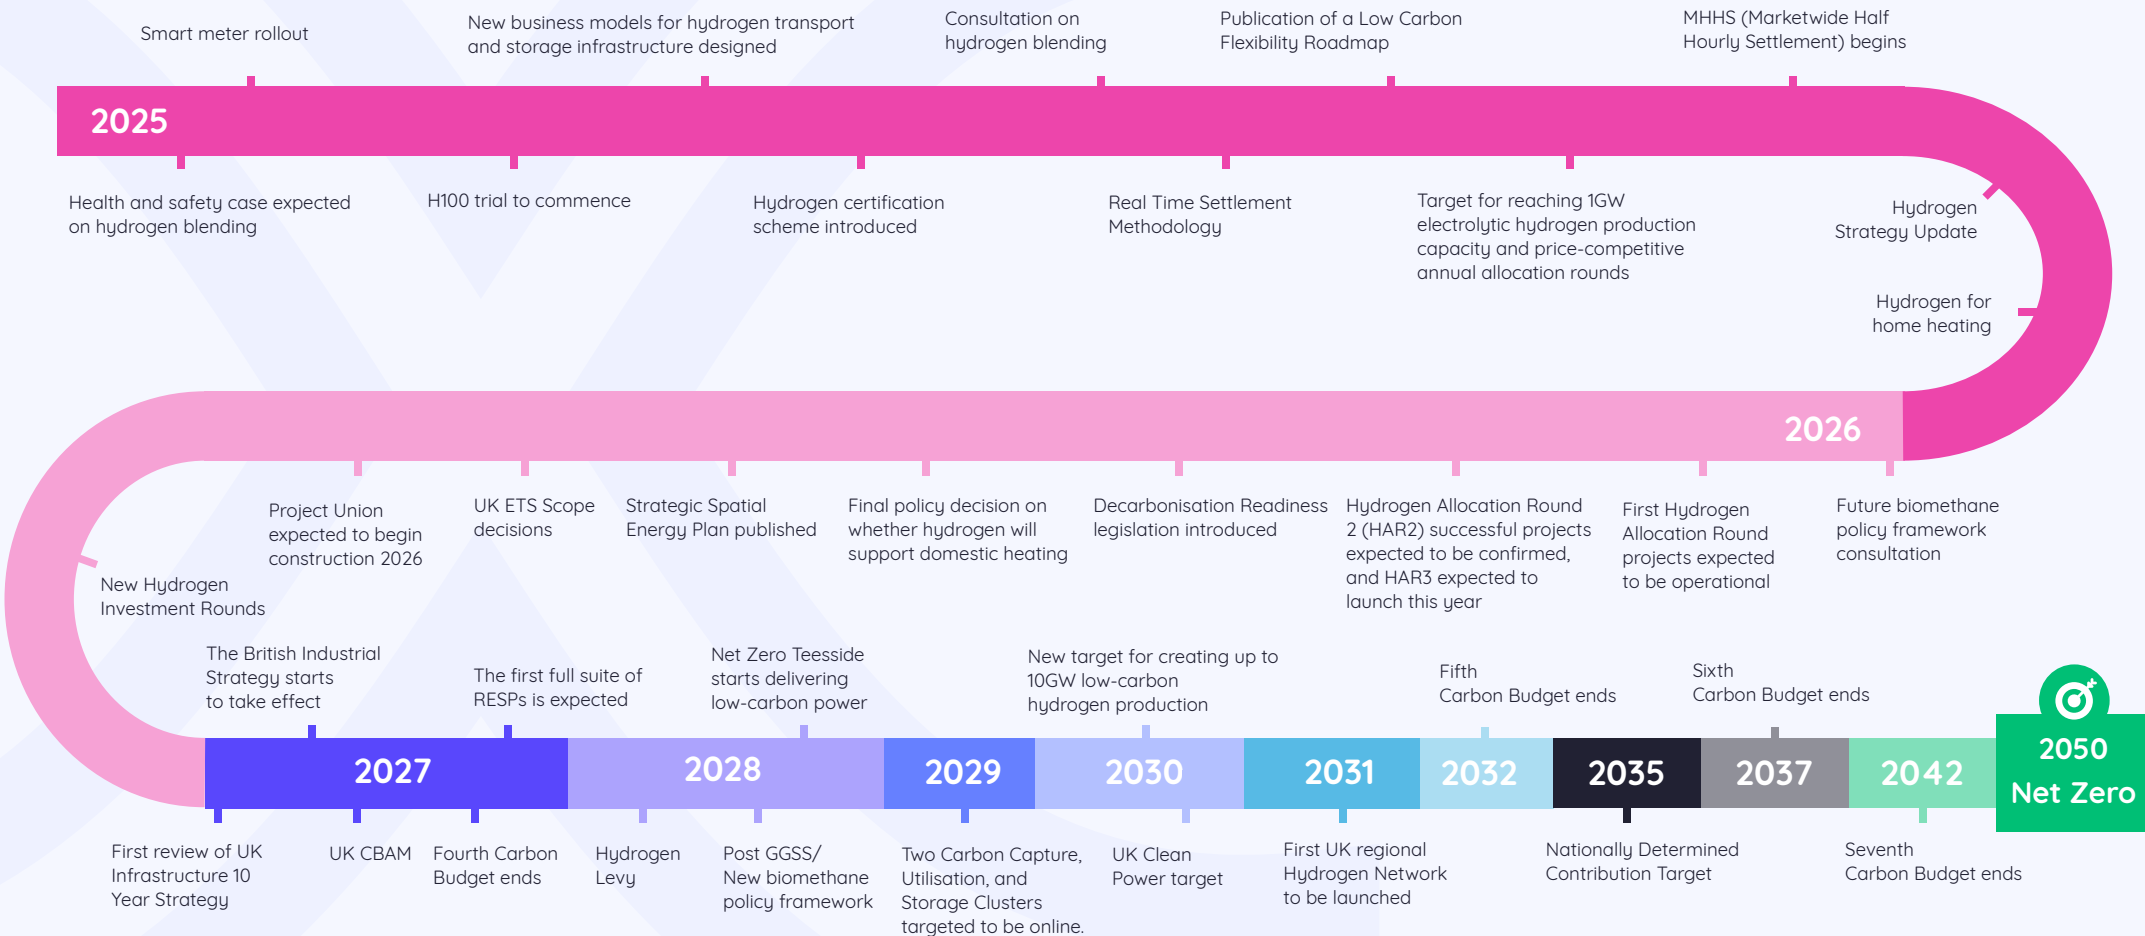 Smart meter rollout
New business models for hydrogen transport
and storage infrastructure designed
Consultation on
hydrogen blending
Publication of a Low Carbon
Flexibility Roadmap
MHHS (Marketwide Half
Hourly Settlement) begins
2025
Health and safety case expected
on hydrogen blending
H100 trial to commence
Hydrogen certification
scheme introduced
Real Time Settlement
Methodology
Target for reaching 1GW
electrolytic hydrogen production
capacity and price-competitive
annual allocation rounds
Hydrogen
Strategy Update
Hydrogen for
home heating
2026
Future biomethane
policy framework
consultation
First Hydrogen
Allocation Round
projects expected
to be operational
Hydrogen Allocation Round
2 (HAR2) successful projects
expected to be confirmed,
and HAR3 expected to
launch this year
Decarbonisation Readiness
legislation introduced
Final policy decision on
whether hydrogen will
support domestic heating
Strategic Spatial
Energy Plan published
UK ETS Scope
decisions
Project Union
expected to begin
construction 2026
New Hydrogen
Investment Rounds
The British Industrial
Strategy starts
to take effect
The first full suite of
RESPs is expected
Net Zero Teesside
starts delivering
low-carbon power
New target for creating up to
10GW low-carbon
hydrogen production
Fifth
Carbon Budget ends
Sixth
Carbon Budget ends
2027
2028
2029
2030
2031
2032
2035
2037
2042
2050
Net Zero
First review of UK
Infrastructure 10
Year Strategy
UK CBAM
Fourth Carbon
Budget ends
Hydrogen
Levy
Post GGSS/
New biomethane
policy framework
Two Carbon Capture,
Utilisation, and
Storage Clusters
targeted to be online.
UK Clean
Power target
First UK regional
Hydrogen Network
to be launched
Nationally Determined
Contribution Target
Seventh
Carbon Budget ends